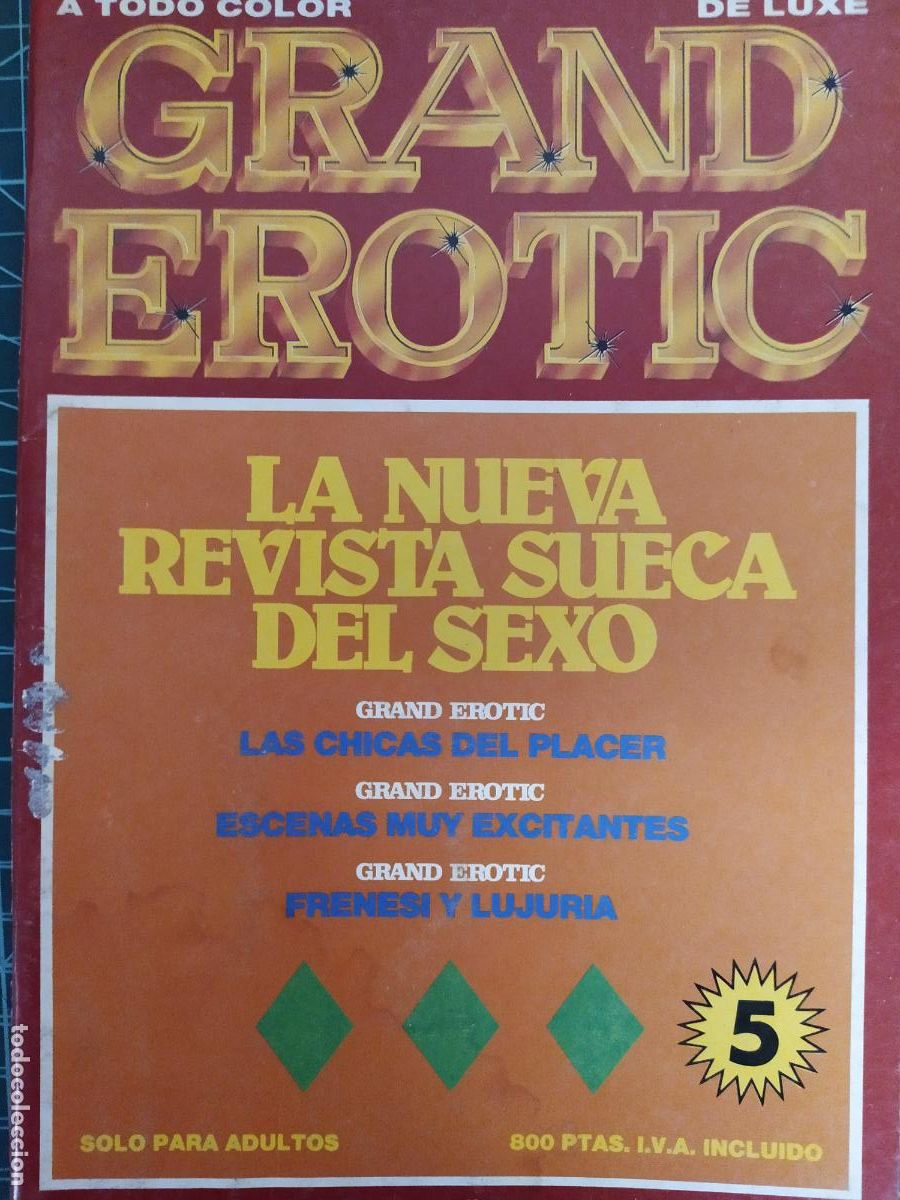 A TODO COLOR DE LUXE
GRAND
EROTIC
LA NUEVA
REVISTA SUECA
DEL SEXO
GRAND EROTIC
LAS CHICAS DEL PLACER
GRAND EROTIC
ESCENAS MUY EXCITANTES
GRAND EROTIC
FRENESI Y LUJURIA
5
SOLO PARA ADULTOS 800 PTAS. I.V.A. INCLUIDO
todocoleccion